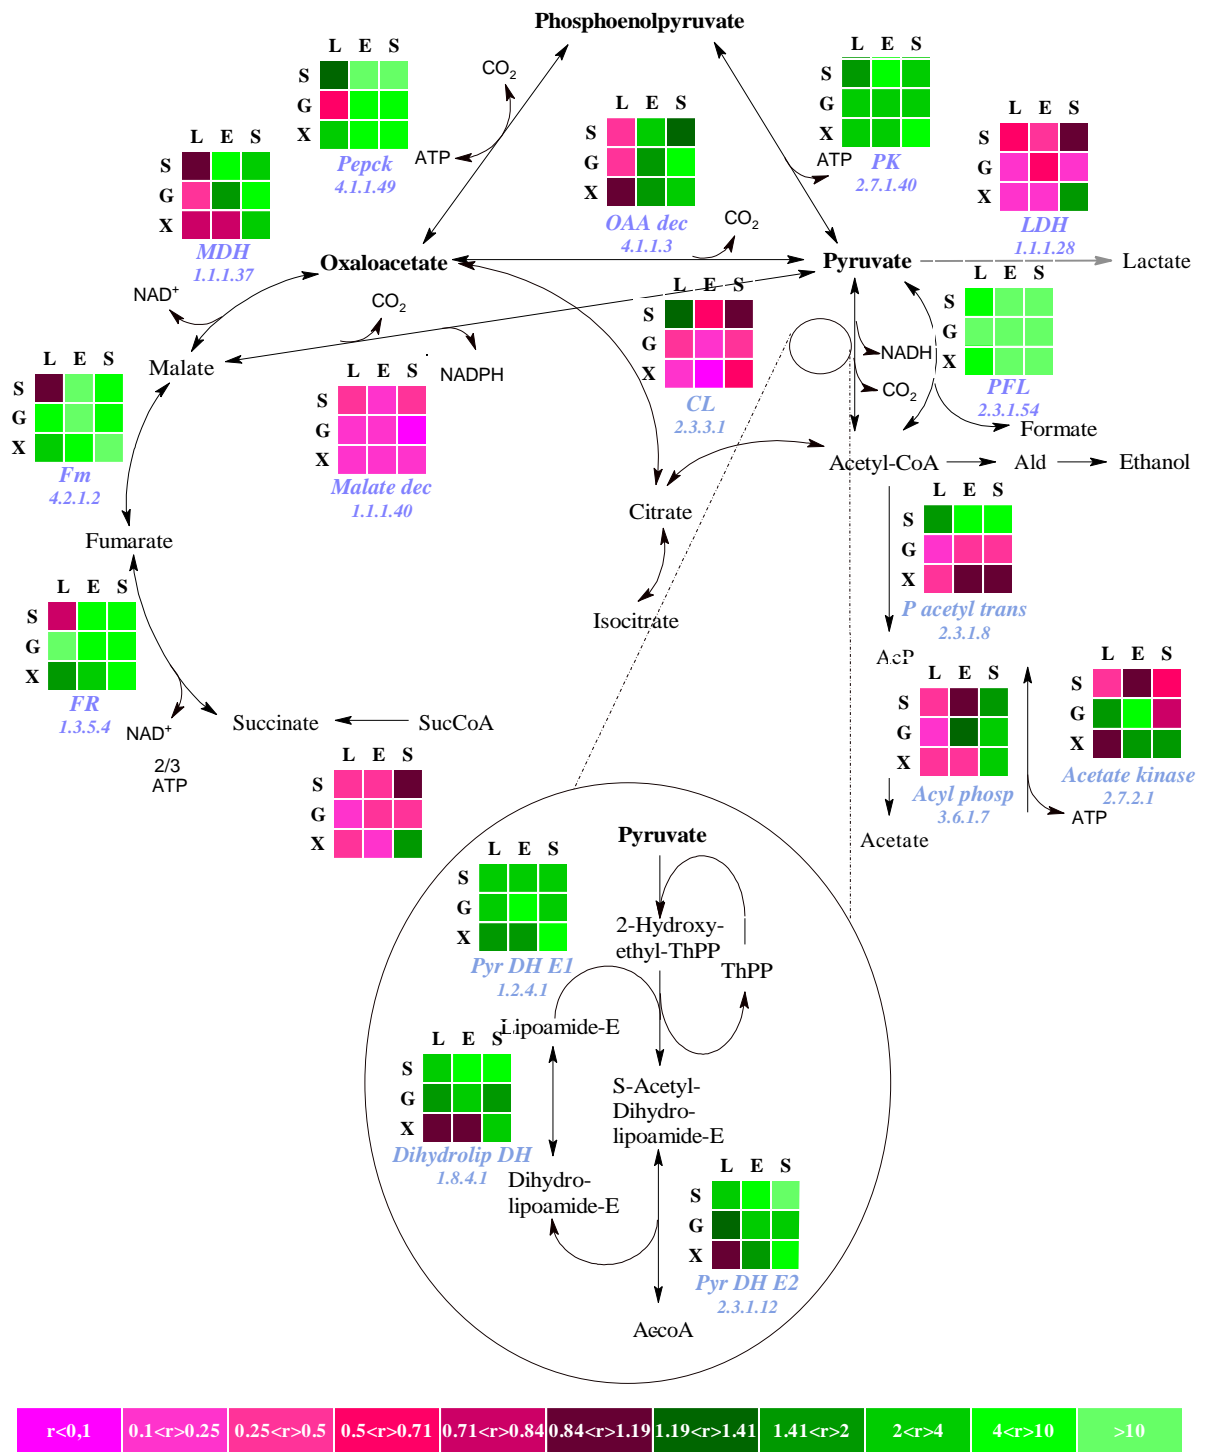 Phosphoenolpyruvate
L E S
S
G
X
Pepck
4.1.1.49
CO2
ATP
L E S
S
G
X
OAA dec
4.1.1.3
CO2
L E S
S
G
X
PK
2.7.1.40
ATP
L E S
S
G
X
LDH
1.1.1.28
L E S
S
G
X
MDH
1.1.1.37
Oxaloacetate
Pyruvate
Lactate
NAD+
CO2
NADPH
Malate
L E S
S
G
X
CL
2.3.3.1
NADH
CO2
L E S
S
G
X
PFL
2.3.1.54
Formate
L E S
S
G
X
Fm
4.2.1.2
L E S
S
G
X
Malate dec
1.1.1.40
Acetyl-CoA
Ald
Ethanol
Citrate
Isocitrate
Fumarate
L E S
S
G
X
P acetyl trans
2.3.1.8
AcP
L E S
S
G
X
FR
1.3.5.4
NAD+
2/3
ATP
Succinate
SucCoA
L E S
S
G
X
L E S
S
G
X
Acyl phosp
3.6.1.7
L E S
S
G
X
Acetate kinase
2.7.2.1
ATP
Acetate
Pyruvate
L E S
S
G
X
Pyr DH E1
1.2.4.1
2-Hydroxy-
ethyl-ThPP
ThPP
Lipoamide-E
L E S
S
G
X
Dihydrolip DH
1.8.4.1
S-Acetyl-
Dihydro-
lipoamide-E
Dihydro-
lipoamide-E
L E S
S
G
X
Pyr DH E2
2.3.1.12
AccoA
r<0,1 0.1<r>0.25 0.25<r>0.5 0.5<r>0.71 0.71<r>0.84 0.84<r>1.19 1.19<r>1.41 1.41<r>2 2<r>4 4<r>10 >10